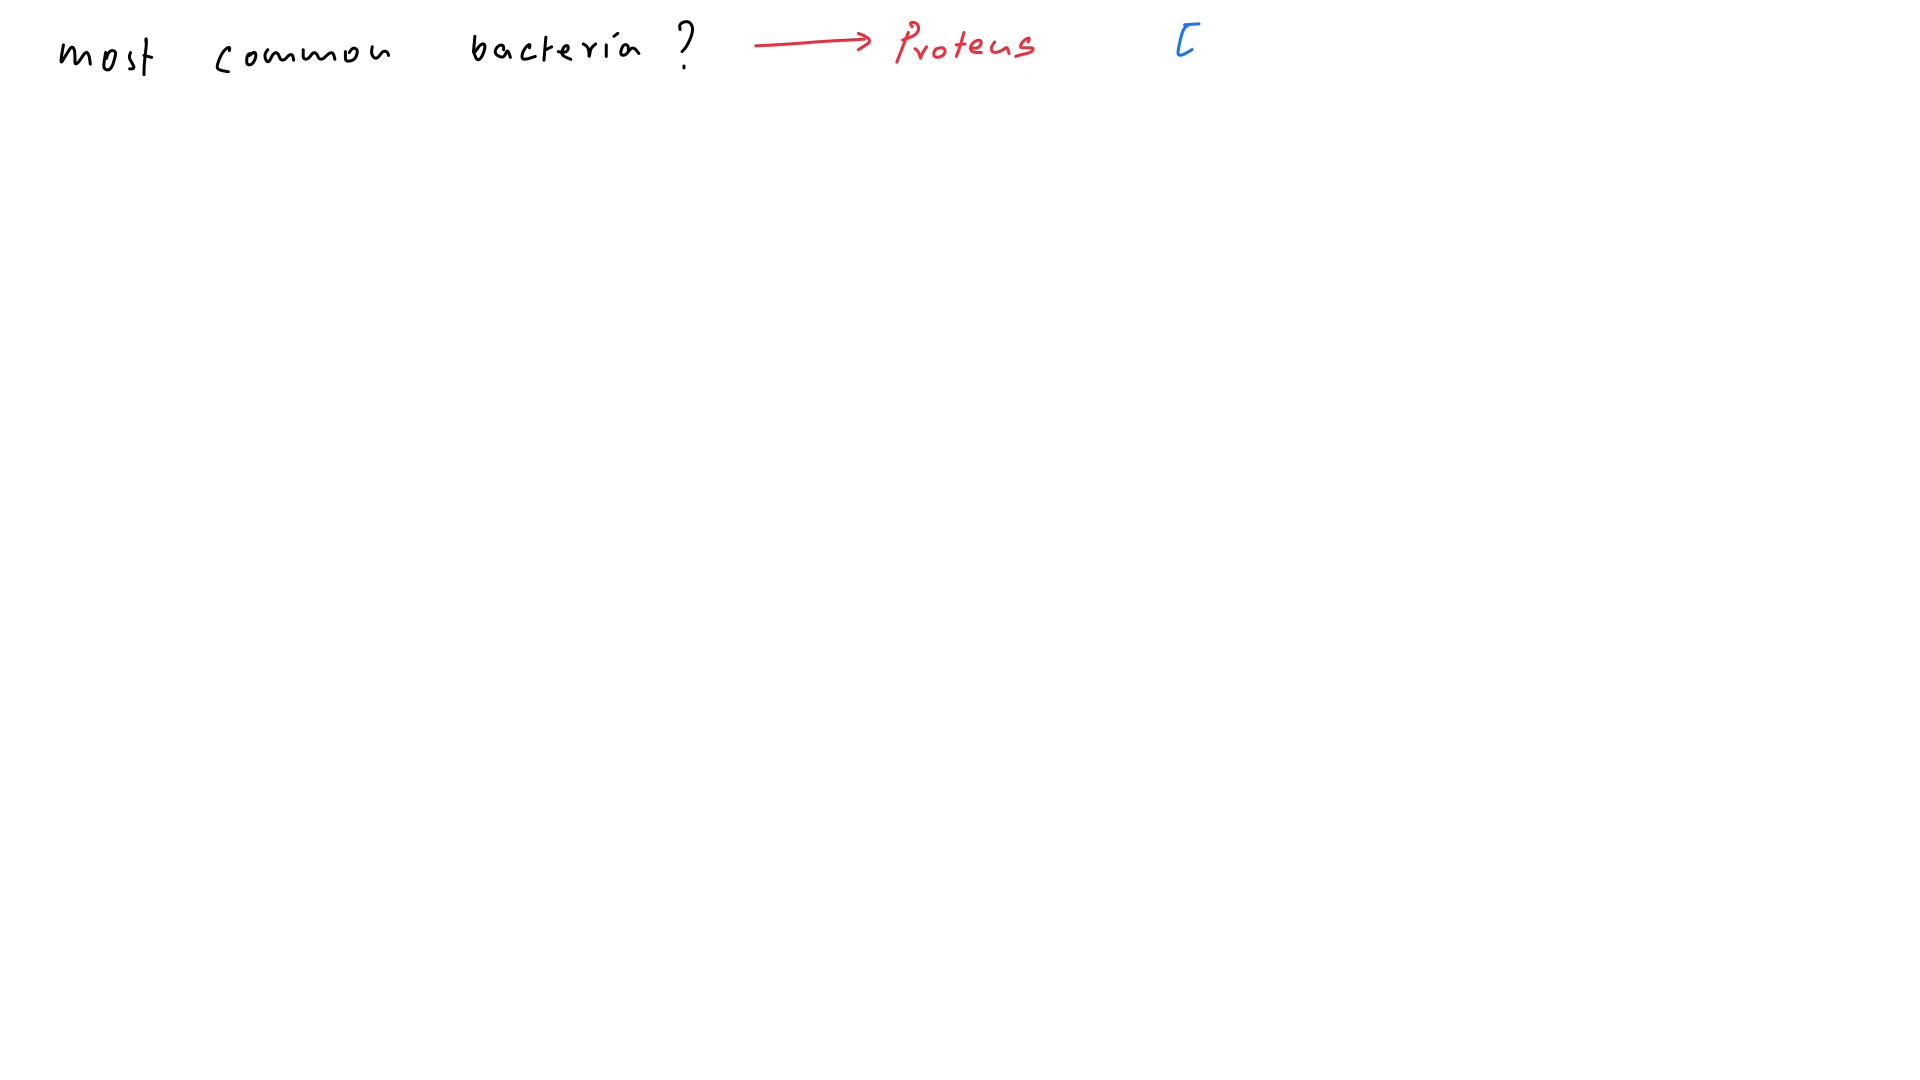 most common bacteria ? → Proteus [